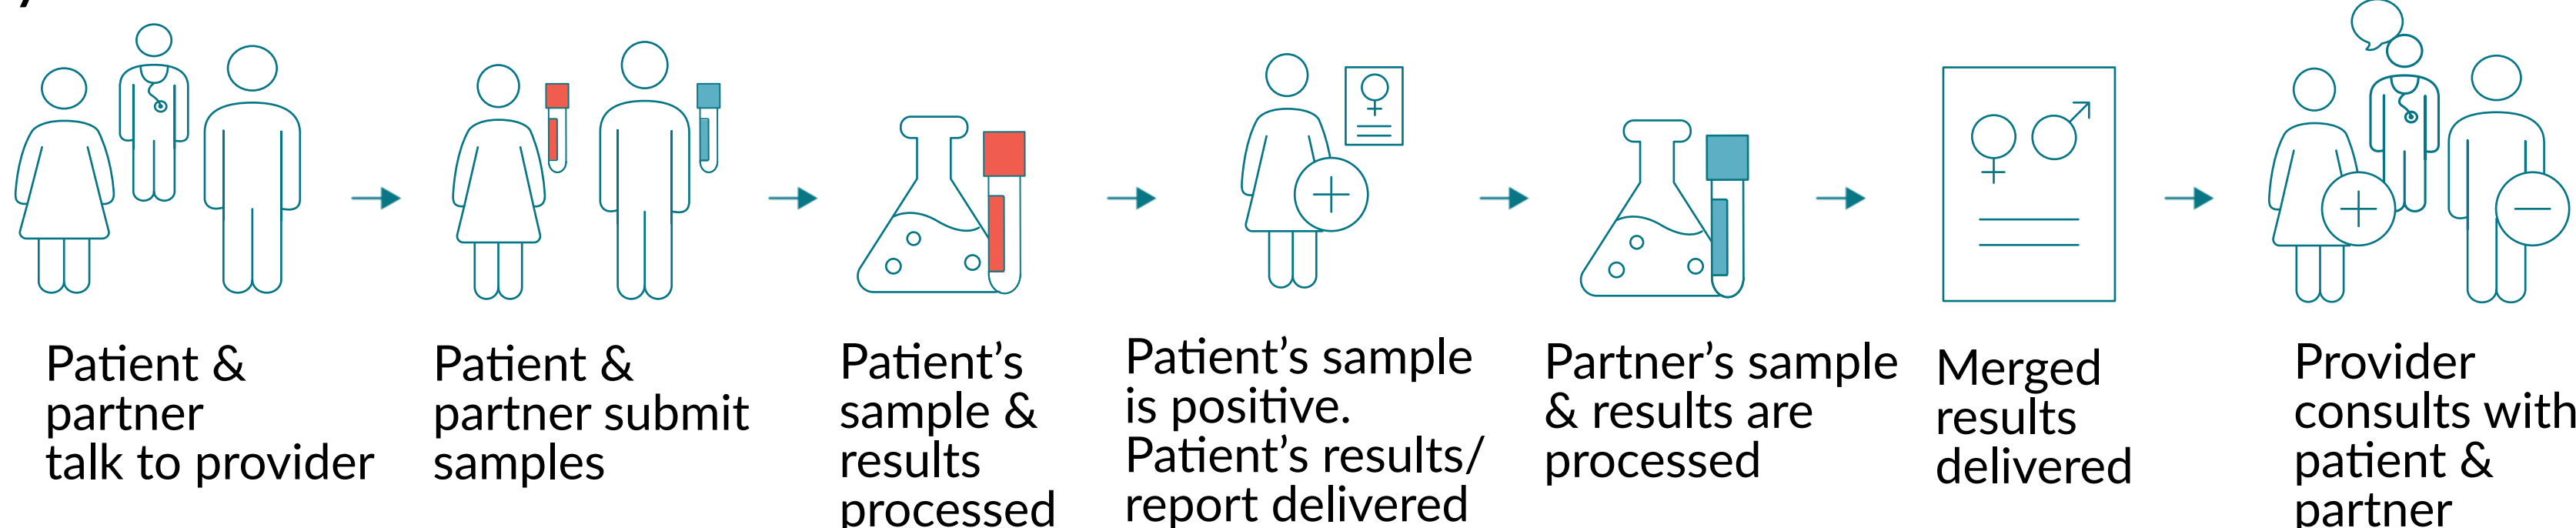 Patient &
partner
talk to provider
Patient &
partner submit
samples
Patient's
sample &
results
processed
Patient's sample
is positive.
Patient's results/
report delivered
Partner's sample
& results are
processed
Merged
results
delivered
Provider
consults with
patient &
partner